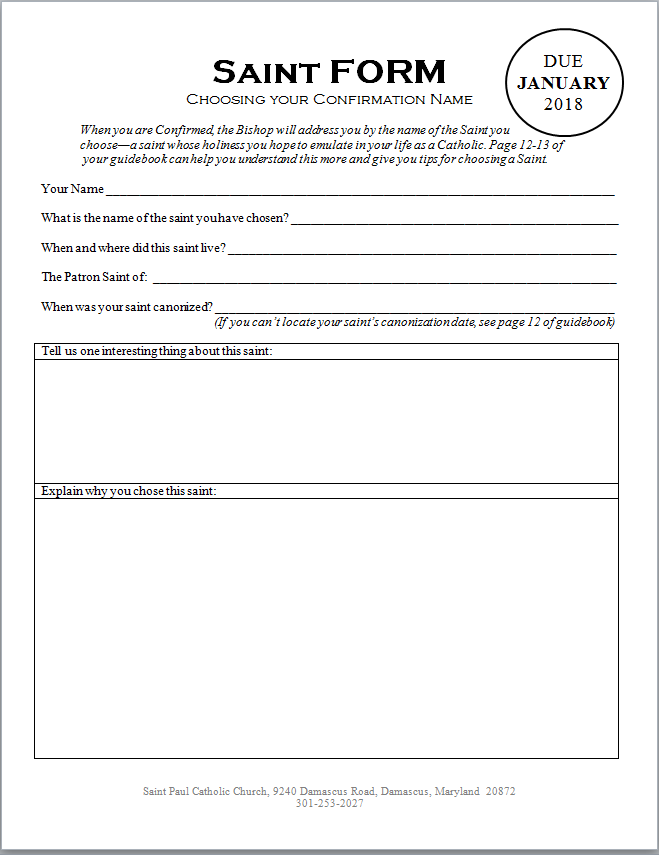 SAINT FORM
CHOOSING YOUR CONFIRMATION NAME
DUE
JANUARY
2018
When you are Confirmed, the Bishop will address you by the name of the Saint you
choose—a saint whose holiness you hope to emulate in your life as a Catholic. Page 12-13 of
your guidebook can help you understand this more and give you tips for choosing a Saint.
Your Name ______________________________
What is the name of the saint you have chosen? ______________________________
When and where did this saint live? ______________________________
The Patron Saint of: ______________________________
When was your saint canonized? ______________________________
(If you can't locate your saint's canonization date, see page 12 of guidebook)
Tell us one interesting thing about this saint:
Explain why you chose this saint:
Saint Paul Catholic Church, 9240 Damascus Road, Damascus, Maryland 20872
301-253-2027